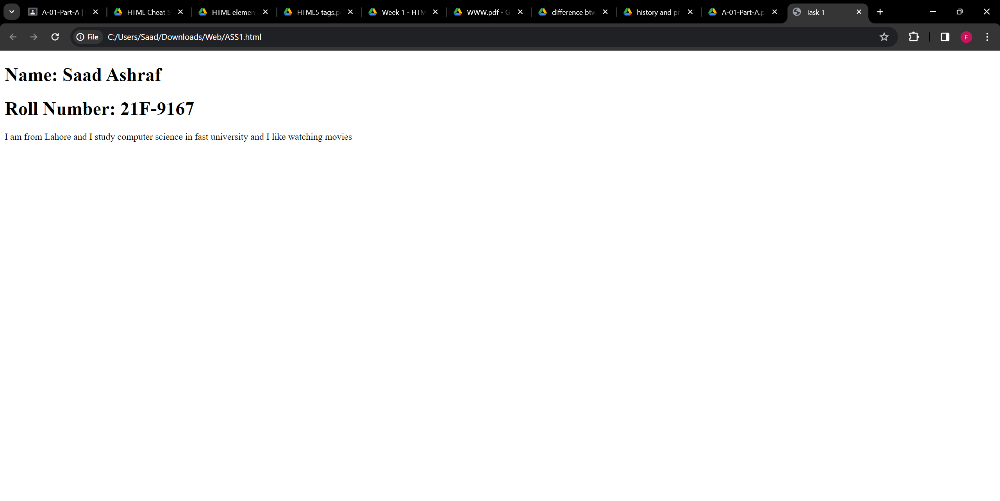 A-01-Part-A |
HTML Cheat S
HTML elemen
HTML5 tags.p
Week 1 - HTM
WWW.pdf - G
difference btw
history and pr
A-01-Part-A.p
Task 1
File
C:/Users/Saad/Downloads/Web/ASS1.html
F
Name: Saad Ashraf
Roll Number: 21F-9167
I am from Lahore and I study computer science in fast university and I like watching movies